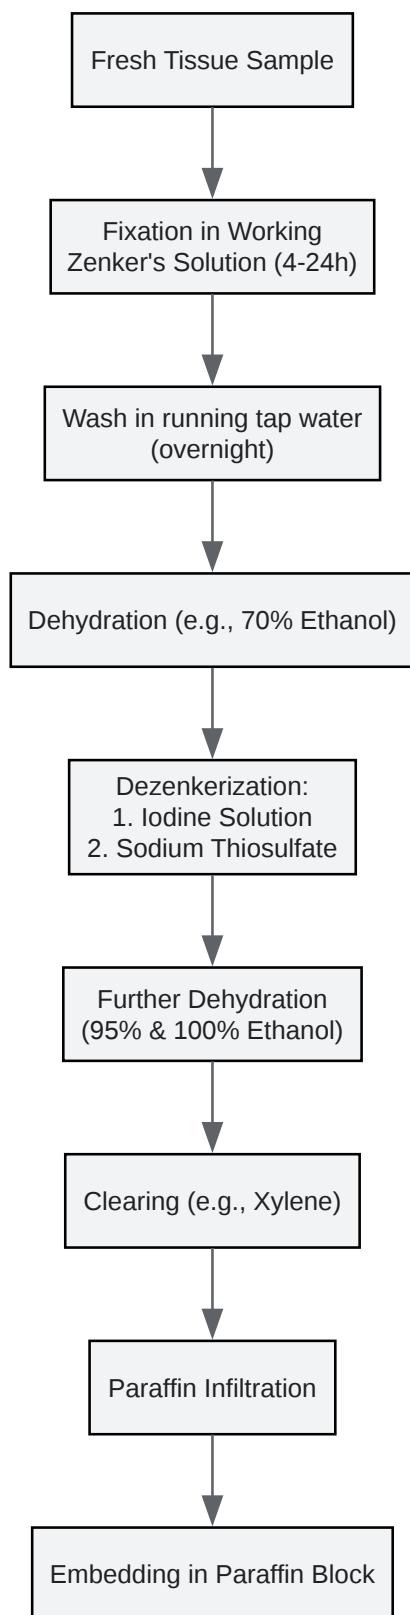 Fresh Tissue Sample
Fixation in Working
Zenker's Solution (4-24h)
Wash in running tap water
(overnight)
Dehydration (e.g., 70% Ethanol)
Dezenkerization:
1. Iodine Solution
2. Sodium Thiosulfate
Further Dehydration
(95% & 100% Ethanol)
Clearing (e.g., Xylene)
Paraffin Infiltration
Embedding in Paraffin Block